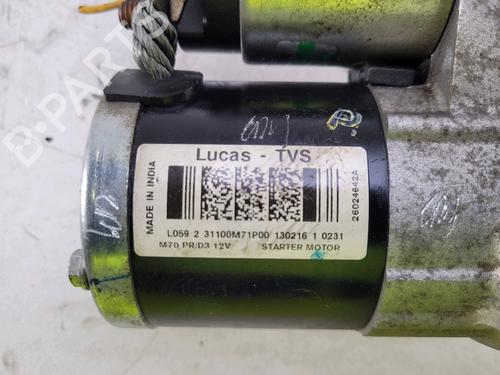 B-PARTS
Lucas - TVS
MADE IN INDIA
26024642A
L059 2 31100M71P00 130216 1 0231
M70 PR/D3 12V STARTER MOTOR